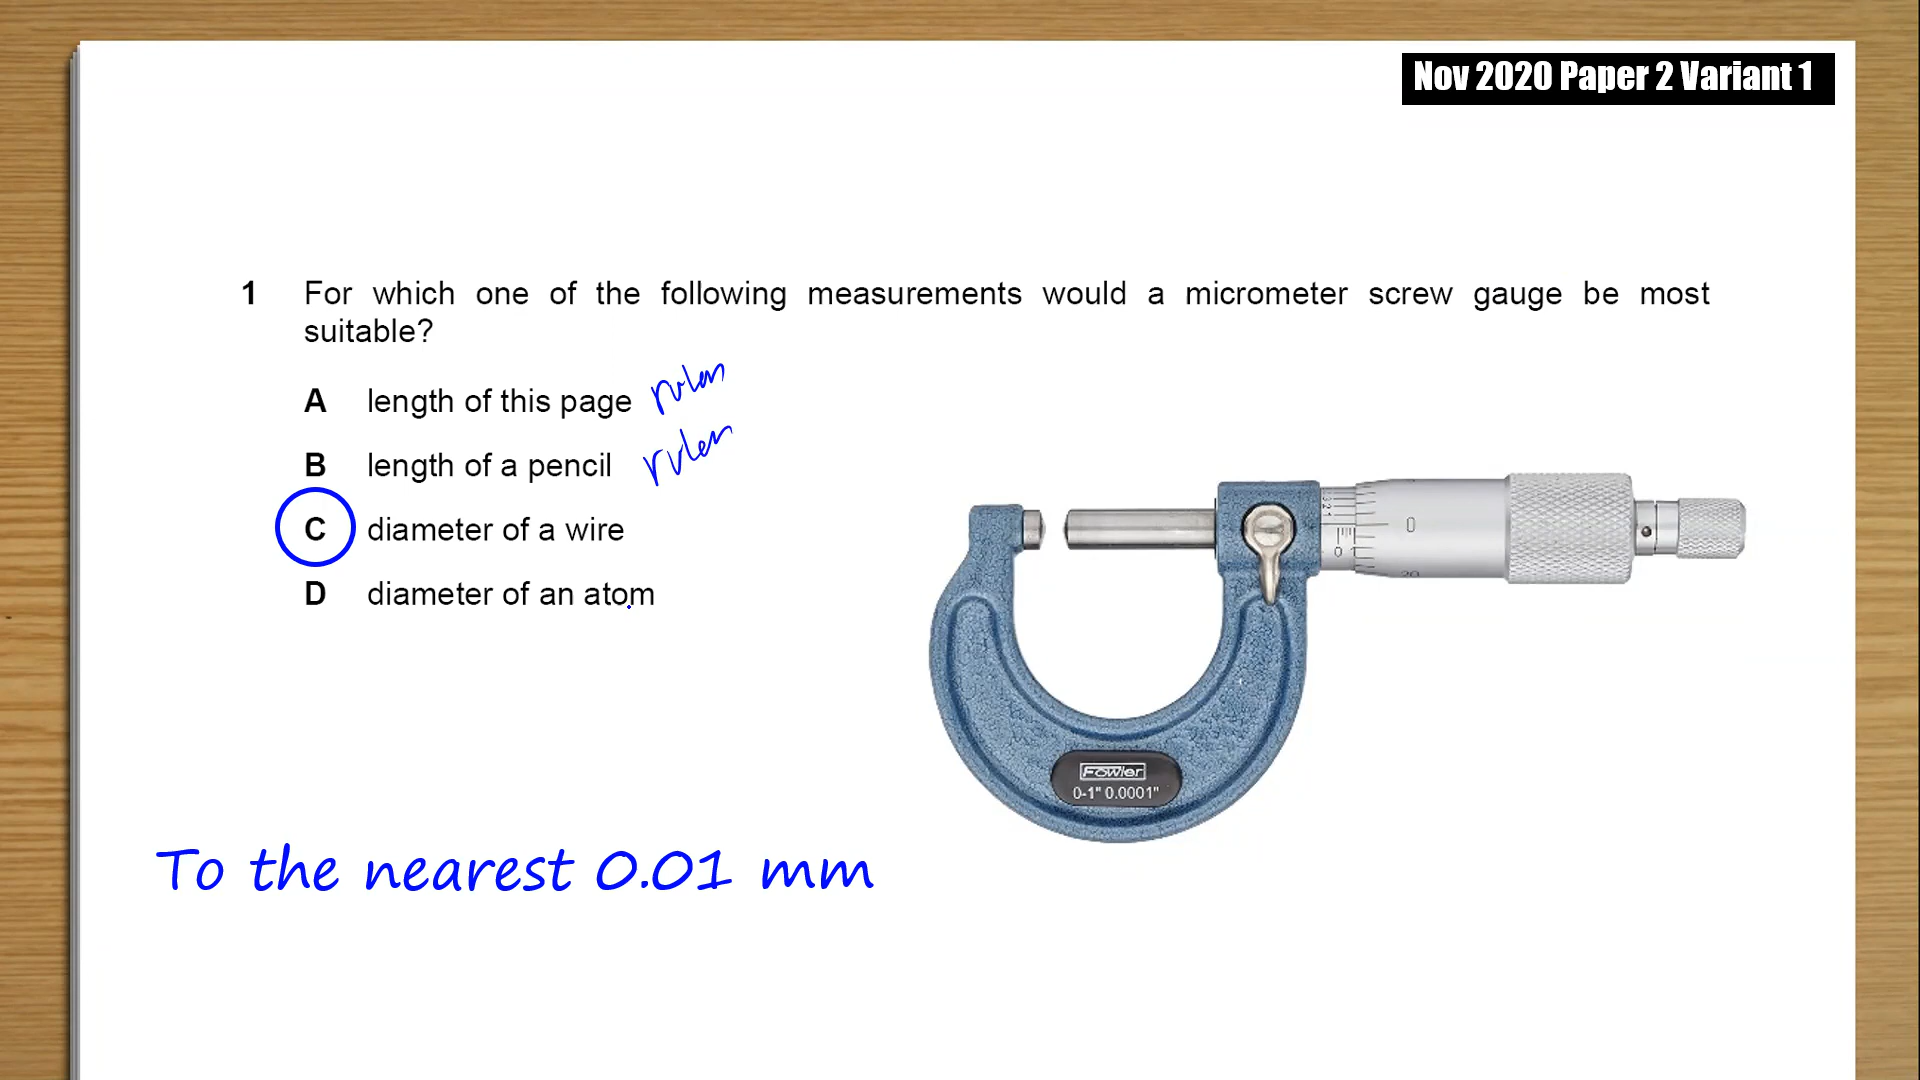 Nov 2020 Paper 2 Variant 1
1 For which one of the following measurements would a micrometer screw gauge be most
suitable?
A length of this page ruler
B length of a pencil ruler
C diameter of a wire
D diameter of an atom
0
0
20
Fowler
0-1" 0.0001"
To the nearest 0.01 mm